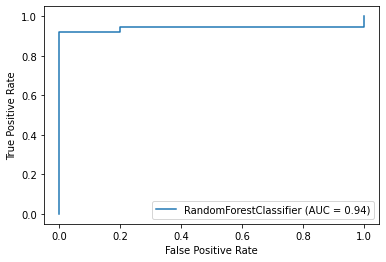 1.0
0.8
0.6
0.4
0.2
0.0
True Positive Rate
RandomForestClassifier (AUC = 0.94)
0.0 0.2 0.4 0.6 0.8 1.0
False Positive Rate